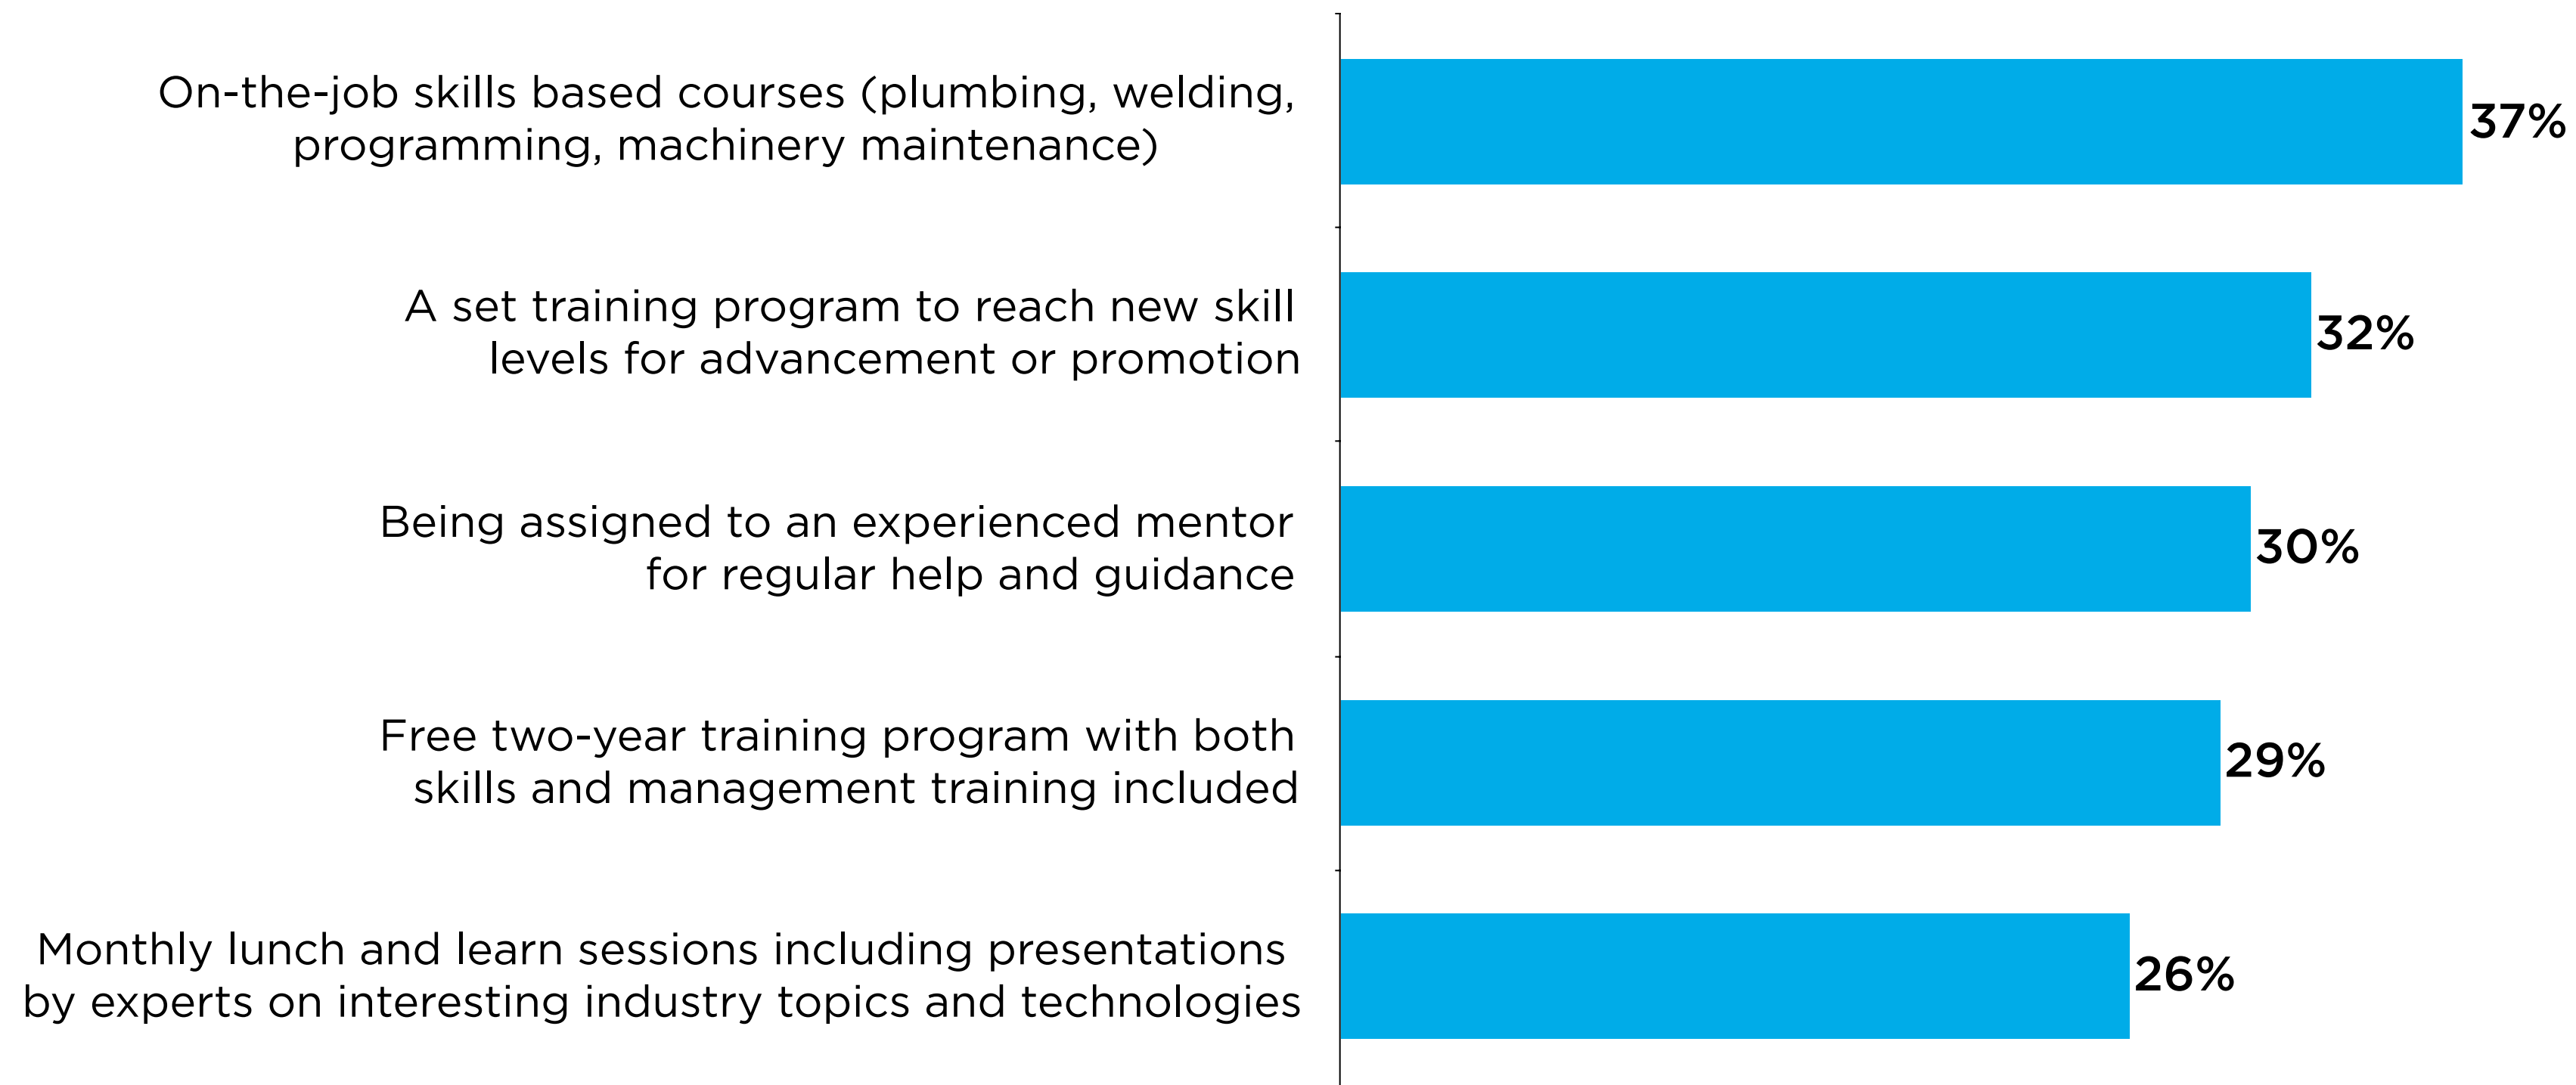 On-the-job skills based courses (plumbing, welding,
programming, machinery maintenance)
37%
A set training program to reach new skill
levels for advancement or promotion
32%
Being assigned to an experienced mentor
for regular help and guidance
30%
Free two-year training program with both
skills and management training included
29%
Monthly lunch and learn sessions including presentations
by experts on interesting industry topics and technologies
26%